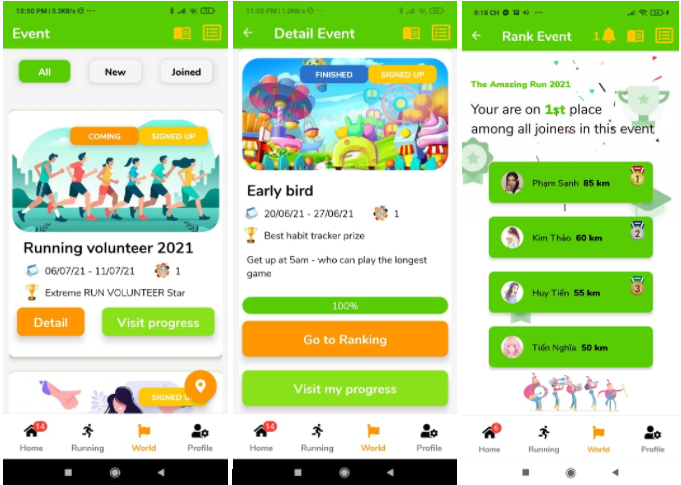 10:50 PM | 0.3KB/s
Event
All
New
Joined
COMING
SIGNED UP
Running volunteer 2021
06/07/21 - 11/07/21
1
Extreme RUN VOLUNTEER Star
Detail
Visit progress
SIGNED
14
Home
Running
World
Profile
11:00 PM | 1.2KB/s
Detail Event
FINISHED
SIGNED UP
Early bird
20/06/21 - 27/06/21
1
Best habit tracker prize
Get up at 5am - who can play the longest
game
100%
Go to Ranking
Visit my progress
14
Home
Running
World
Profile
9:18 CH
Rank Event
1
The Amazing Run 2021
Your are on 1st place
among all joiners in this event
Phạm Sanh 85 km
1
Kim Thảo 60 km
2
Huy Tiến 55 km
3
Tiến Nghĩa 50 km
6
Home
Running
World
Profile